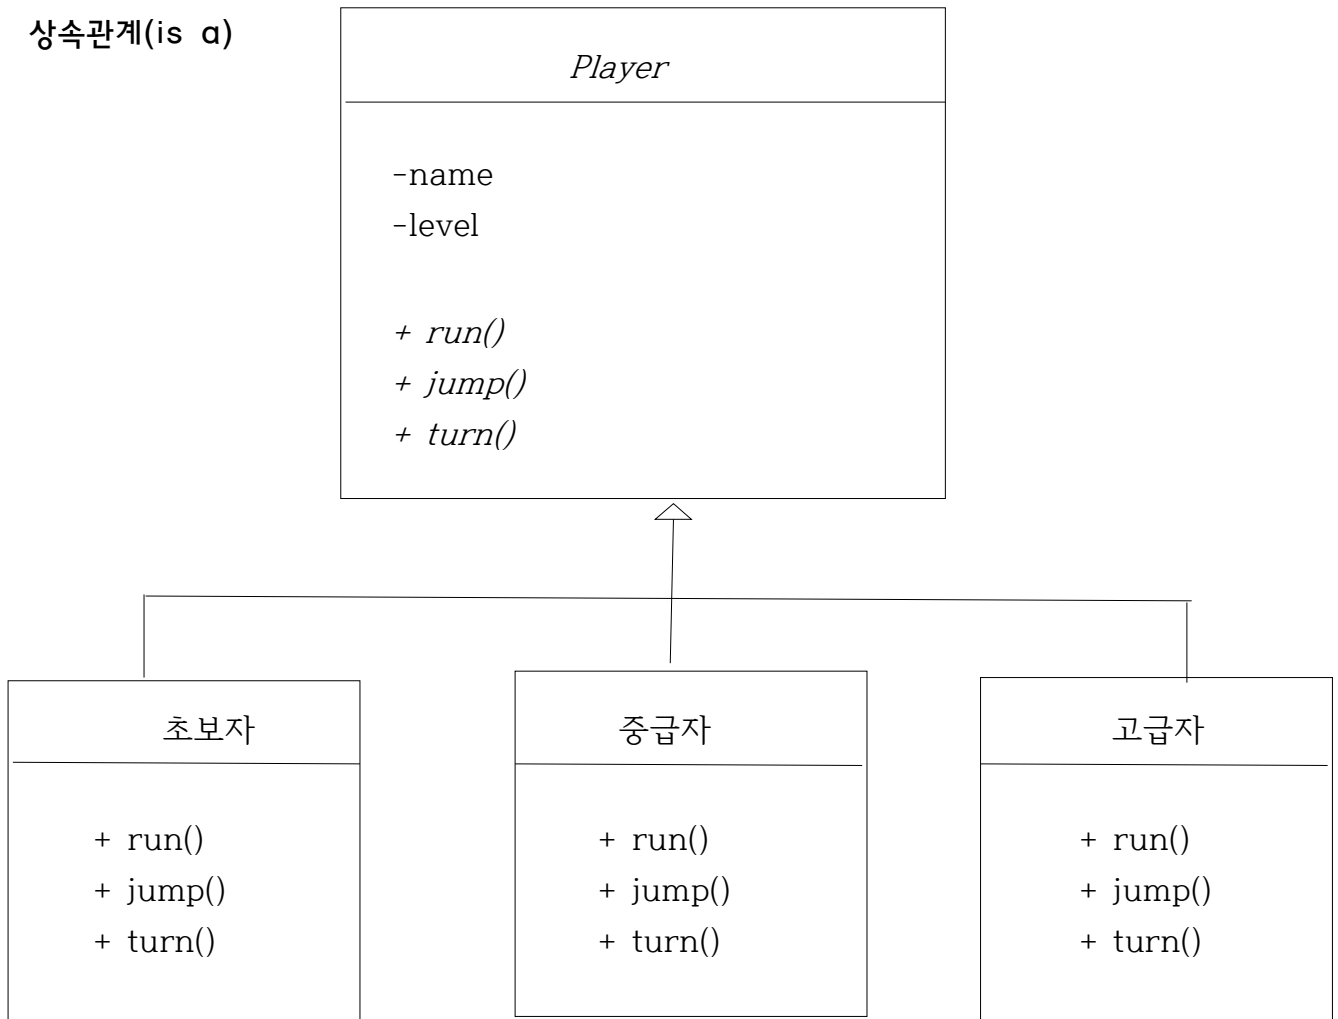 상속관계(is a)
Player
-name
-level
+ run()
+ jump()
+ turn()
초보자
+ run()
+ jump()
+ turn()
중급자
+ run()
+ jump()
+ turn()
고급자
+ run()
+ jump()
+ turn()